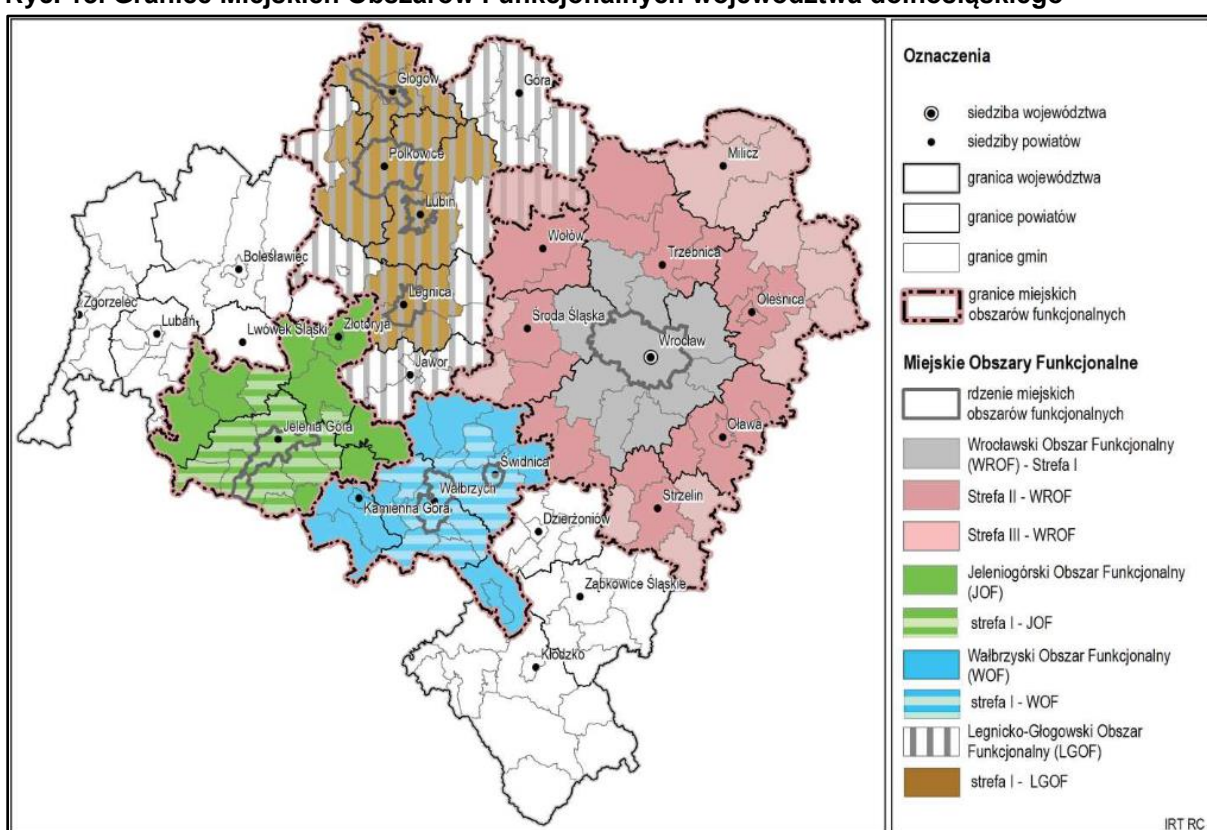 Ryc. 18. Granice Miejskich Obszarów Funkcjonalnych województwa dolnośląskiego
Głogów
Góra
Polkowice
Milicz
Lubin
Wołów
Trzebnica
Bolesławiec
Zgorzelec
Legnica
Oleśnica
Lubań
Lwówek Śląski
Złotoryja
Środa Śląska
Wrocław
Jawor
Jelenia Góra
Oława
Świdnica
Wałbrzych
Kamienna Góra
Strzelin
Dzierżoniów
Ząbkowice Śląskie
Kłodzko
Oznaczenia
siedziba województwa
siedziby powiatów
granica województwa
granice powiatów
granice gmin
granice miejskich
obszarów funkcjonalnych
Miejskie Obszary Funkcjonalne
rdzenie miejskich
obszarów funkcjonalnych
Wrocławski Obszar Funkcjonalny
(WROF) - Strefa I
Strefa II - WROF
Strefa III - WROF
Jeleniogórski Obszar Funkcjonalny
(JOF)
strefa I - JOF
Wałbrzyski Obszar Funkcjonalny
(WOF)
strefa I - WOF
Legnicko-Głogowski Obszar
Funkcjonalny (LGOF)
strefa I - LGOF
IRT RC